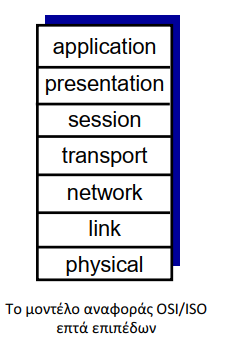 application
presentation
session
transport
network
link
physical
Το μοντέλο αναφοράς OSI/ISO
επτά επιπέδων